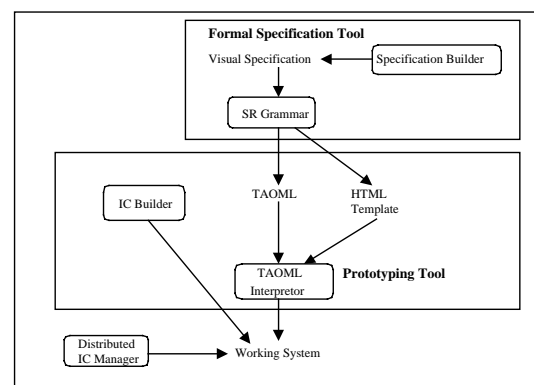 Formal Specification Tool
Visual Specification
Specification Builder
SR Grammar
TAOML
HTML
Template
IC Builder
TAOML
Interpretor
Prototyping Tool
Distributed
IC Manager
Working System